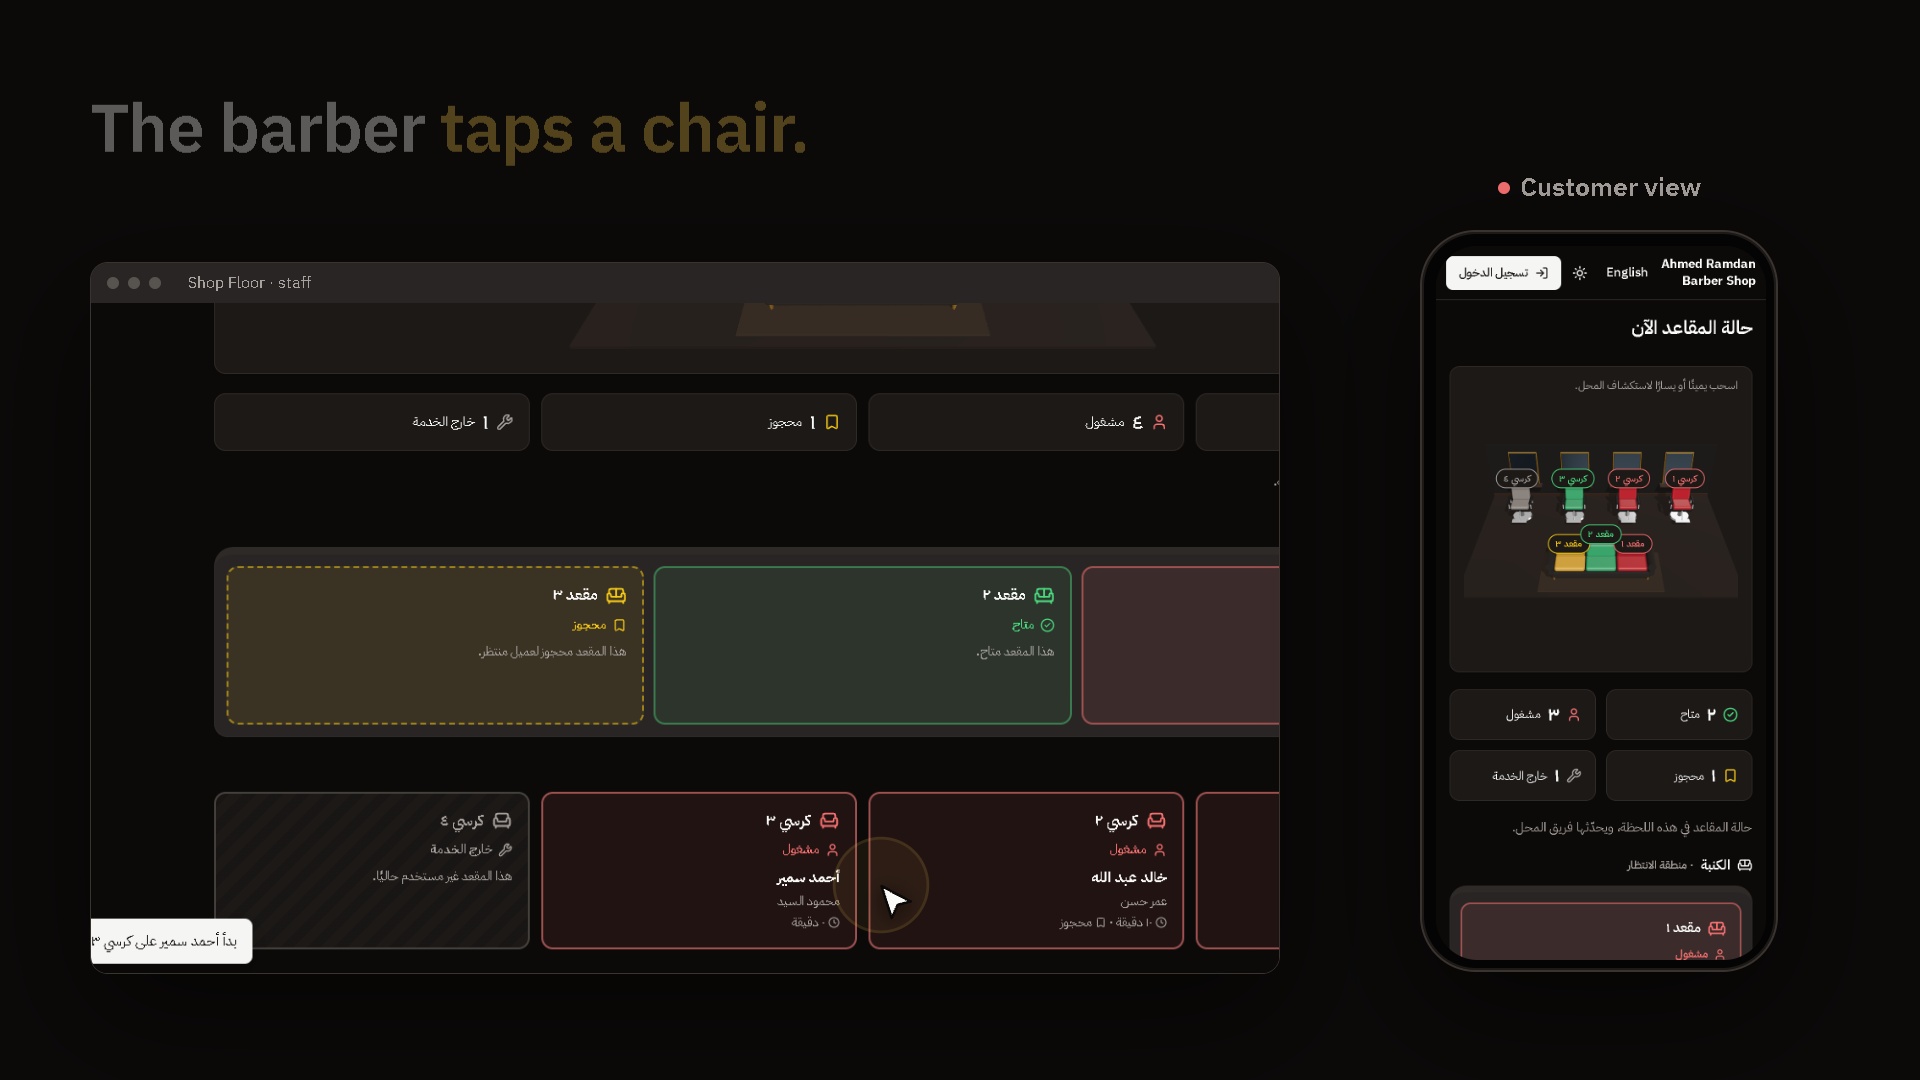 The barber taps a chair.
Customer view
Shop Floor · staff
٤ مشغول
١ محجوز
١ خارج الخدمة
مقعد ٢
متاح
هذا المقعد متاح.
مقعد ٣
محجوز
هذا المقعد محجوز لعميل منتظر.
كرسي ٢
مشغول
خالد عبد الله
عمر حسن
١٠ دقيقة · محجوز
كرسي ٣
مشغول
أحمد سمير
محمود السيد
٠ دقيقة
كرسي ٤
خارج الخدمة
هذا المقعد غير مستخدم حاليًا.
بدأ أحمد سمير على كرسي ٣
Ahmed Ramdan
Barber Shop
English
تسجيل الدخول
حالة المقاعد الآن
اسحب يمينًا أو يسارًا لاستكشاف المحل.
كرسي ١
كرسي ٢
كرسي ٣
كرسي ٤
مقعد ١
مقعد ٢
مقعد ٣
٢ متاح
٣ مشغول
١ محجوز
١ خارج الخدمة
حالة المقاعد في هذه اللحظة، ويحدّثها فريق المحل.
الكنبة · منطقة الانتظار
مقعد ١
مشغول